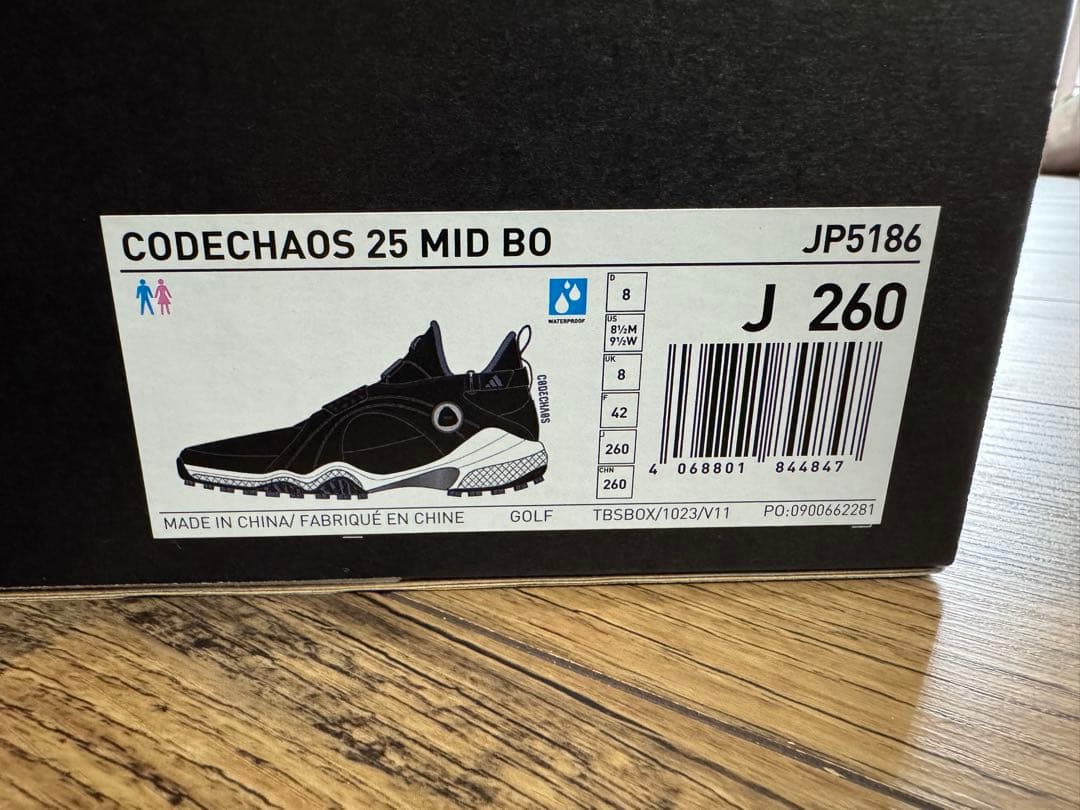 CODECHAOS 25 MID BO
JP5186
WATERPROOF
D
8
US
8½M
9½W
UK
8
F
42
J
260
CHN
260
J 260
CODECHAOS
4 068801 844847
MADE IN CHINA/ FABRIQUÉ EN CHINE
GOLF
TBSBOX/1023/V11
PO:0900662281